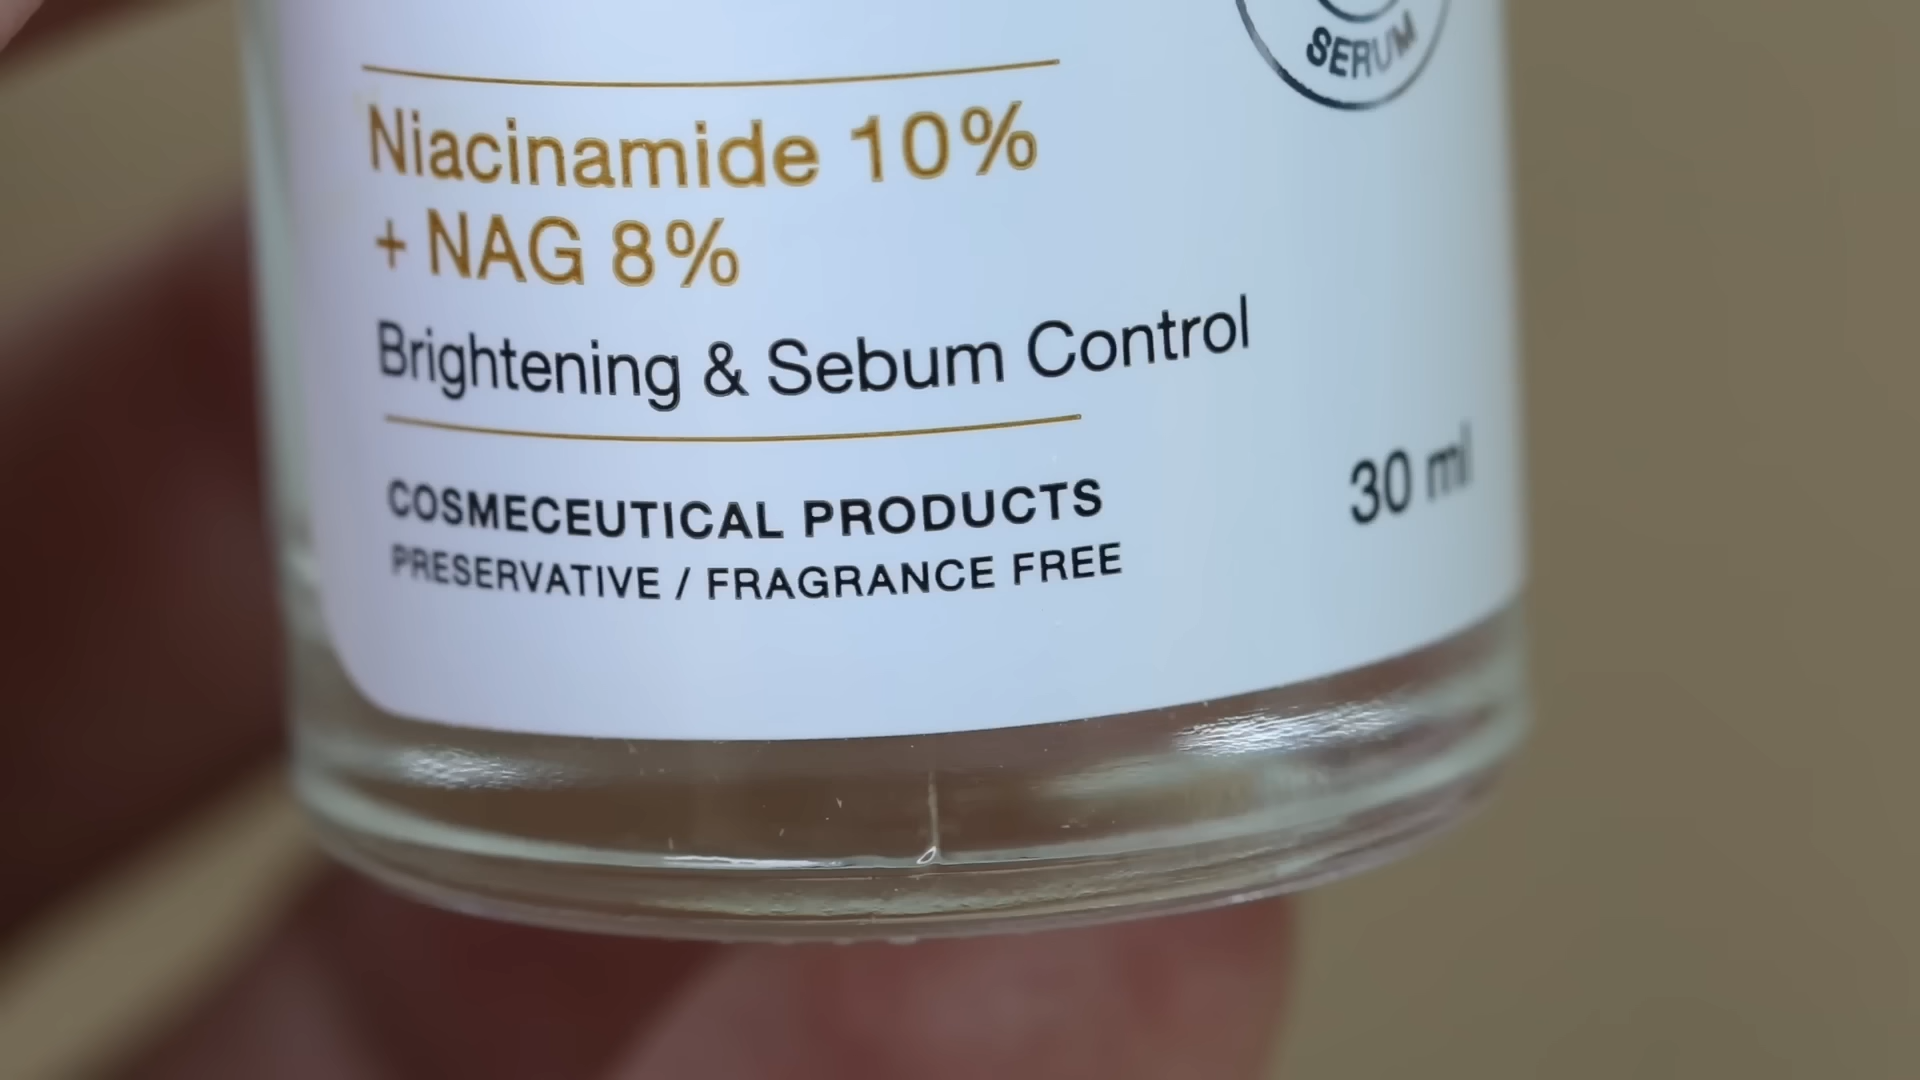 SERUM
Niacinamide 10%
+ NAG 8%
Brightening & Sebum Control
30 ml
COSMECEUTICAL PRODUCTS
PRESERVATIVE / FRAGRANCE FREE